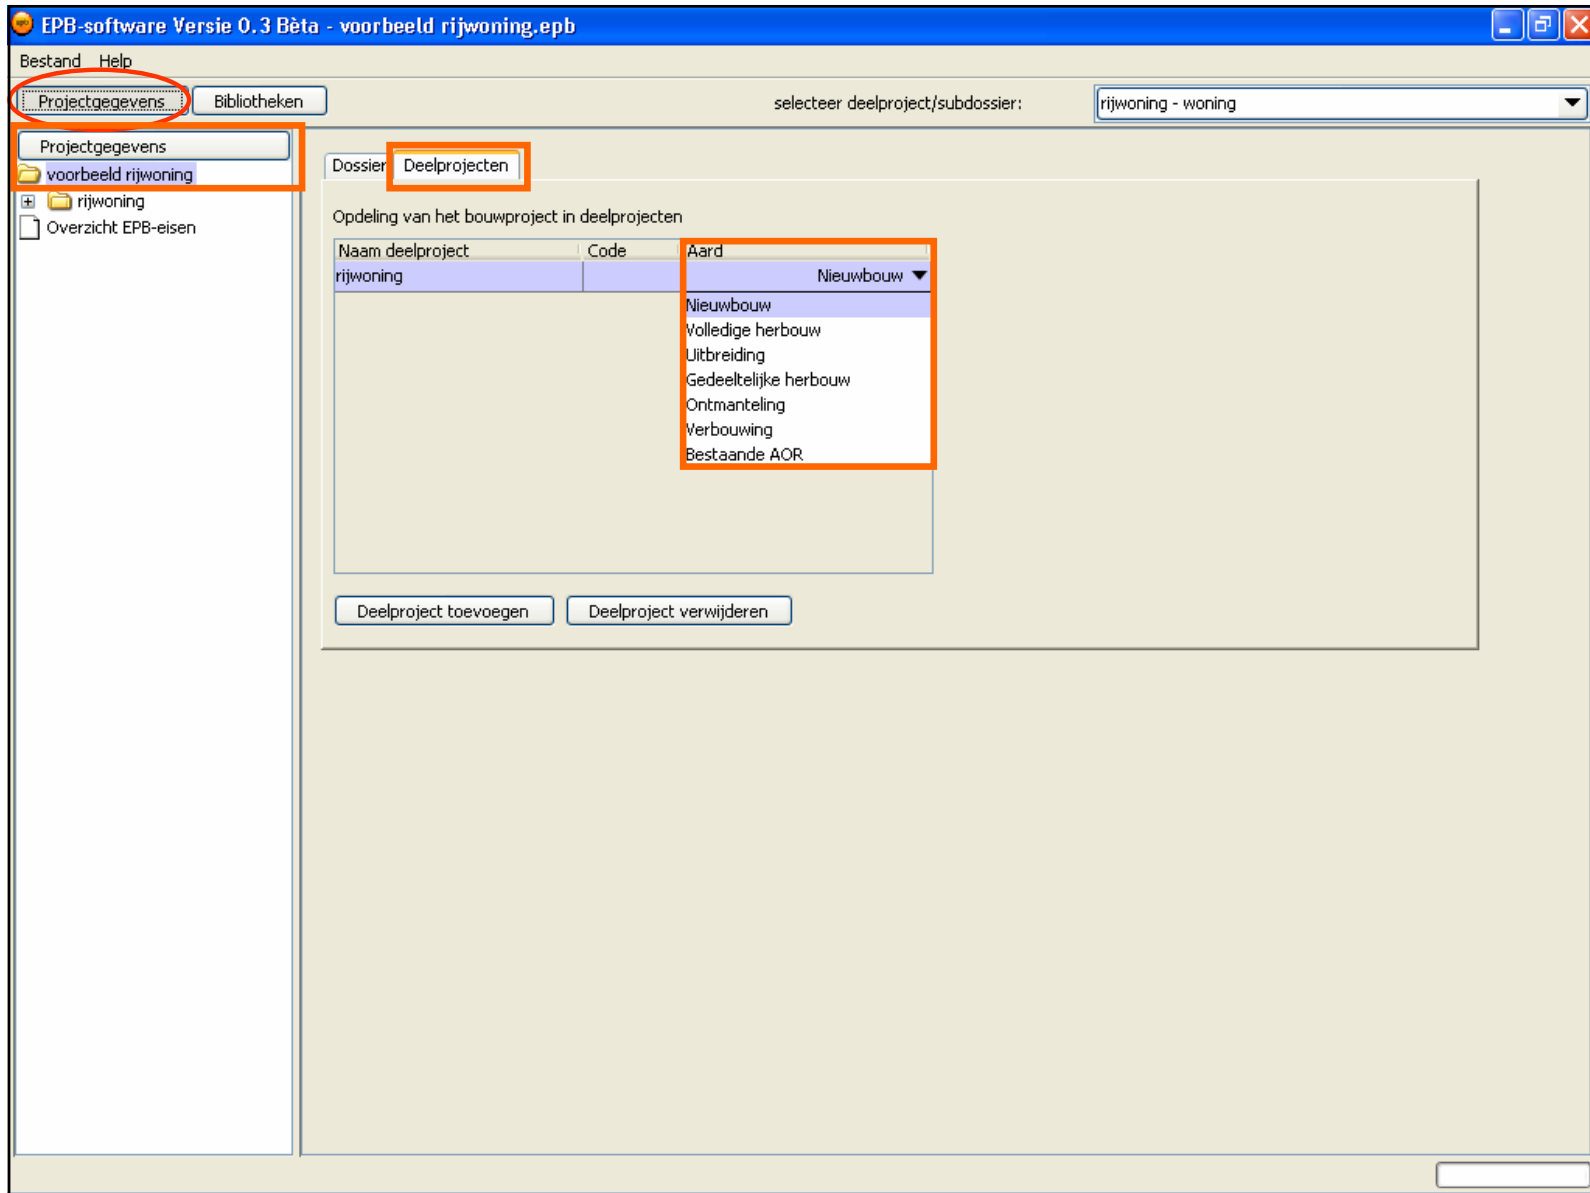 EPB-software Versie 0.3 Bèta - voorbeeld rijwoning.epb
Bestand Help
Projectgegevens Bibliotheken selecteer deelproject/subdossier: rijwoning - woning
Projectgegevens
voorbeeld rijwoning
rijwoning
Overzicht EPB-eisen
Dossier Deelprojecten
Opdeling van het bouwproject in deelprojecten
Naam deelproject Code Aard
rijwoning Nieuwbouw
Nieuwbouw
Volledige herbouw
Uitbreiding
Gedeeltelijke herbouw
Ontmanteling
Verbouwing
Bestaande AOR
Deelproject toevoegen Deelproject verwijderen